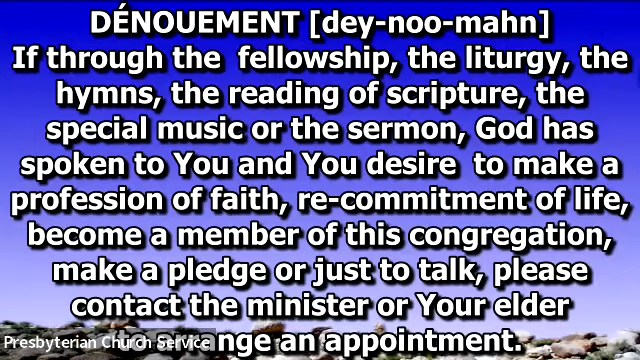 DÉNOUEMENT [dey-noo-mahn]
If through the fellowship, the liturgy, the
hymns, the reading of scripture, the
special music or the sermon, God has
spoken to You and You desire to make a
profession of faith, re-commitment of life,
become a member of this congregation,
make a pledge or just to talk, please
contact the minister or Your elder
nge an appointment.
Presbyterian Church Service